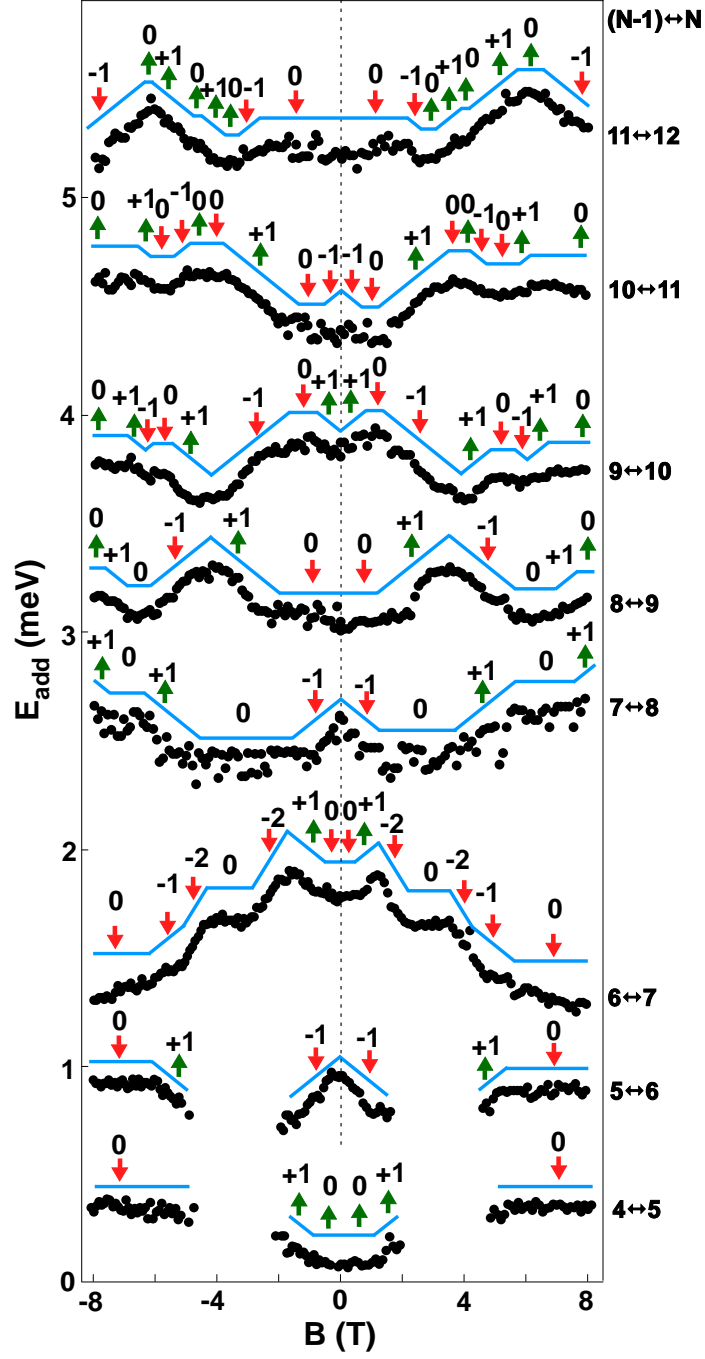 (N-1)↔N
0 0
+1 +1
-1 0 +1 0 -1 0 0 -1 0 +1 0 -1
11↔12
5
0 +1 0 -1 0 0 +1 0 -1 -1 0 +1 0 0 -1 0 +1 0
10↔11
4
0 +1 -1 0 +1 -1 0 +1 +1 0 -1 +1 0 -1 +1 0
9↔10
0 +1 0 -1 +1 0 0 +1 -1 0 +1 0
8↔9
3
+1 0 +1 0 -1 -1 0 +1 0 +1
7↔8
2
0 -1 -2 0 -2 +1 0 0 +1 -2 0 -2 -1 0
6↔7
0 +1 -1 -1 +1 0
1
5↔6
0 +1 0 0 +1 0
4↔5
0
E_add (meV)
-8 -4 0 4 8
B (T)